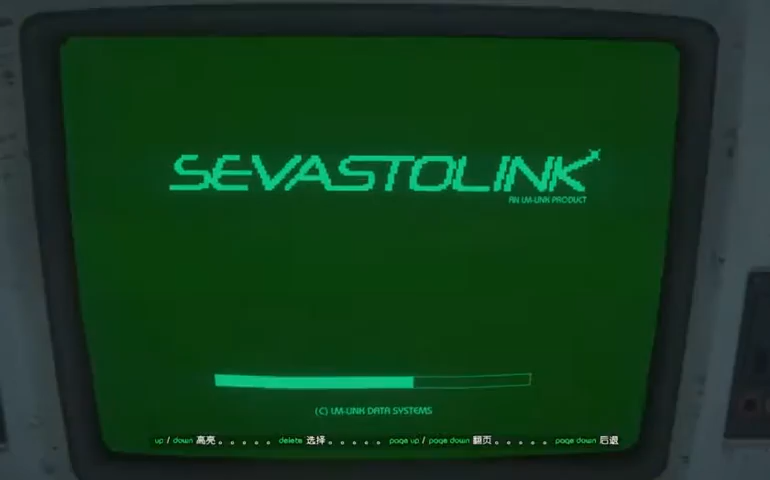 SEVASTOLINK
AN LM-LINK PRODUCT
(C) LM-LINK DATA SYSTEMS
up / down 高亮 。。。。。 delete 选择 。。。。。 page up / page down 翻页 。。。。。 page down 后退